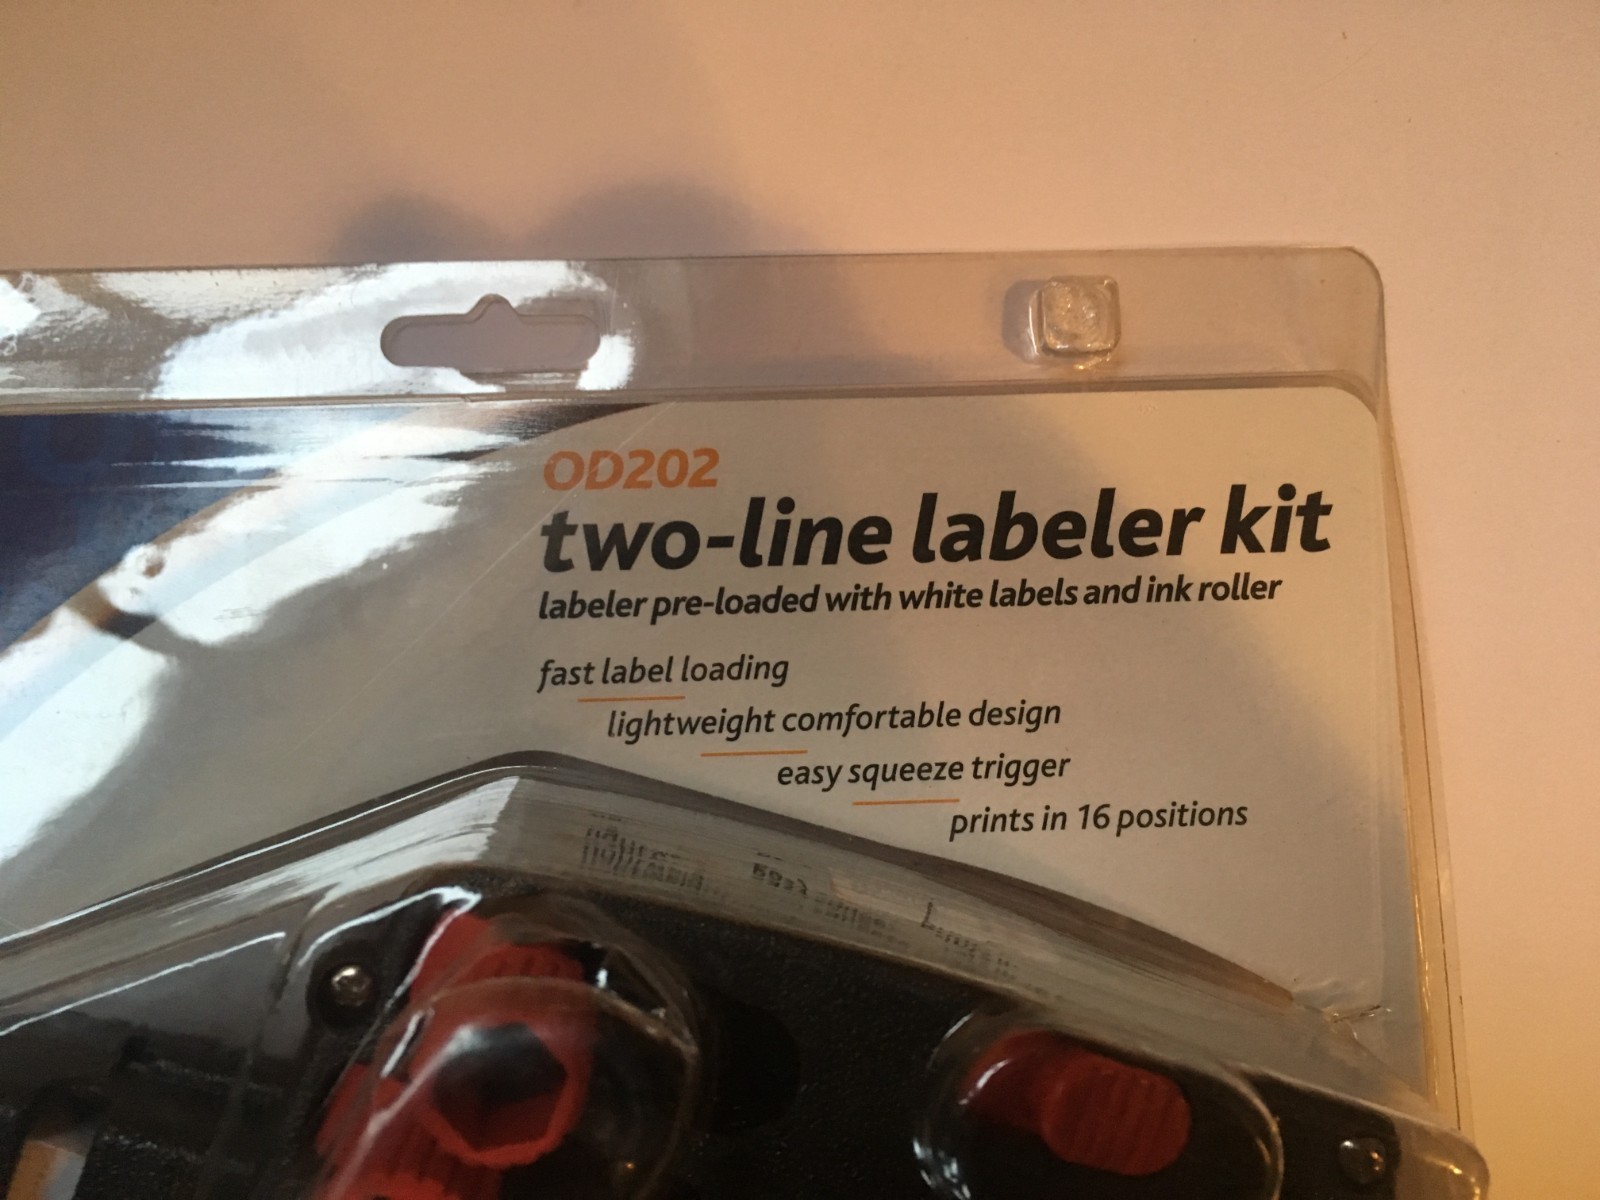 OD202
two-line labeler kit
labeler pre-loaded with white labels and ink roller
fast label loading
lightweight comfortable design
easy squeeze trigger
prints in 16 positions